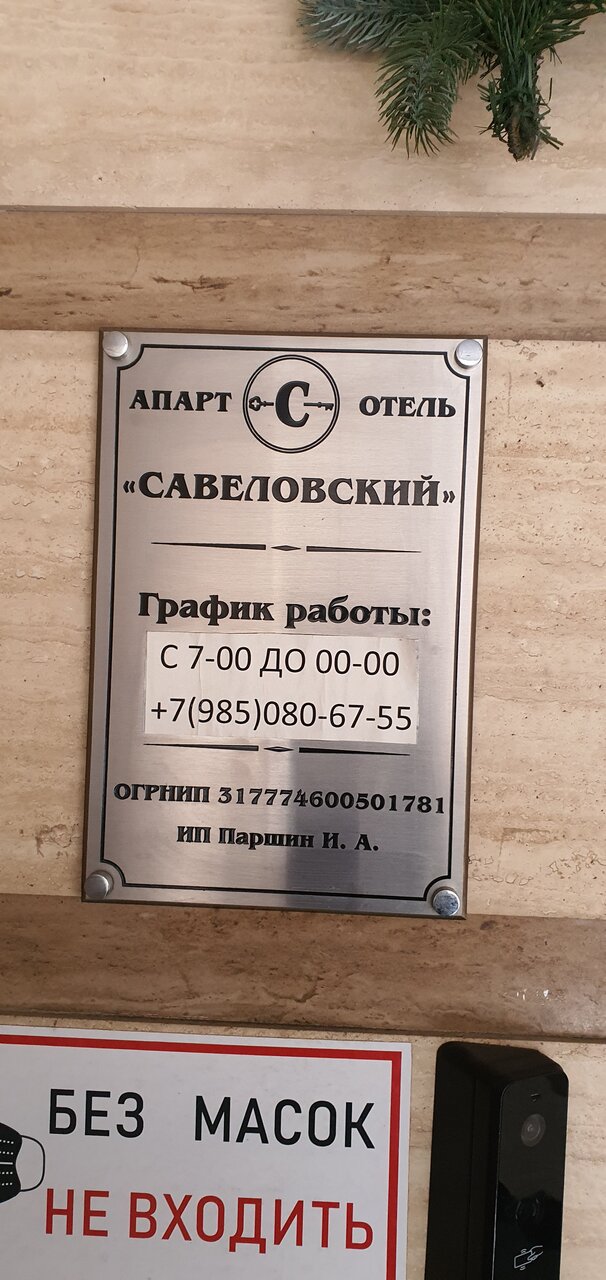 АПАРТ С ОТЕЛЬ
«САВЕЛОВСКИЙ»
График работы:
С 7-00 ДО 00-00
+7(985)080-67-55
ОГРНИП 317774600501781
ИП Паршин И. А.
БЕЗ МАСОК
НЕ ВХОДИТЬ